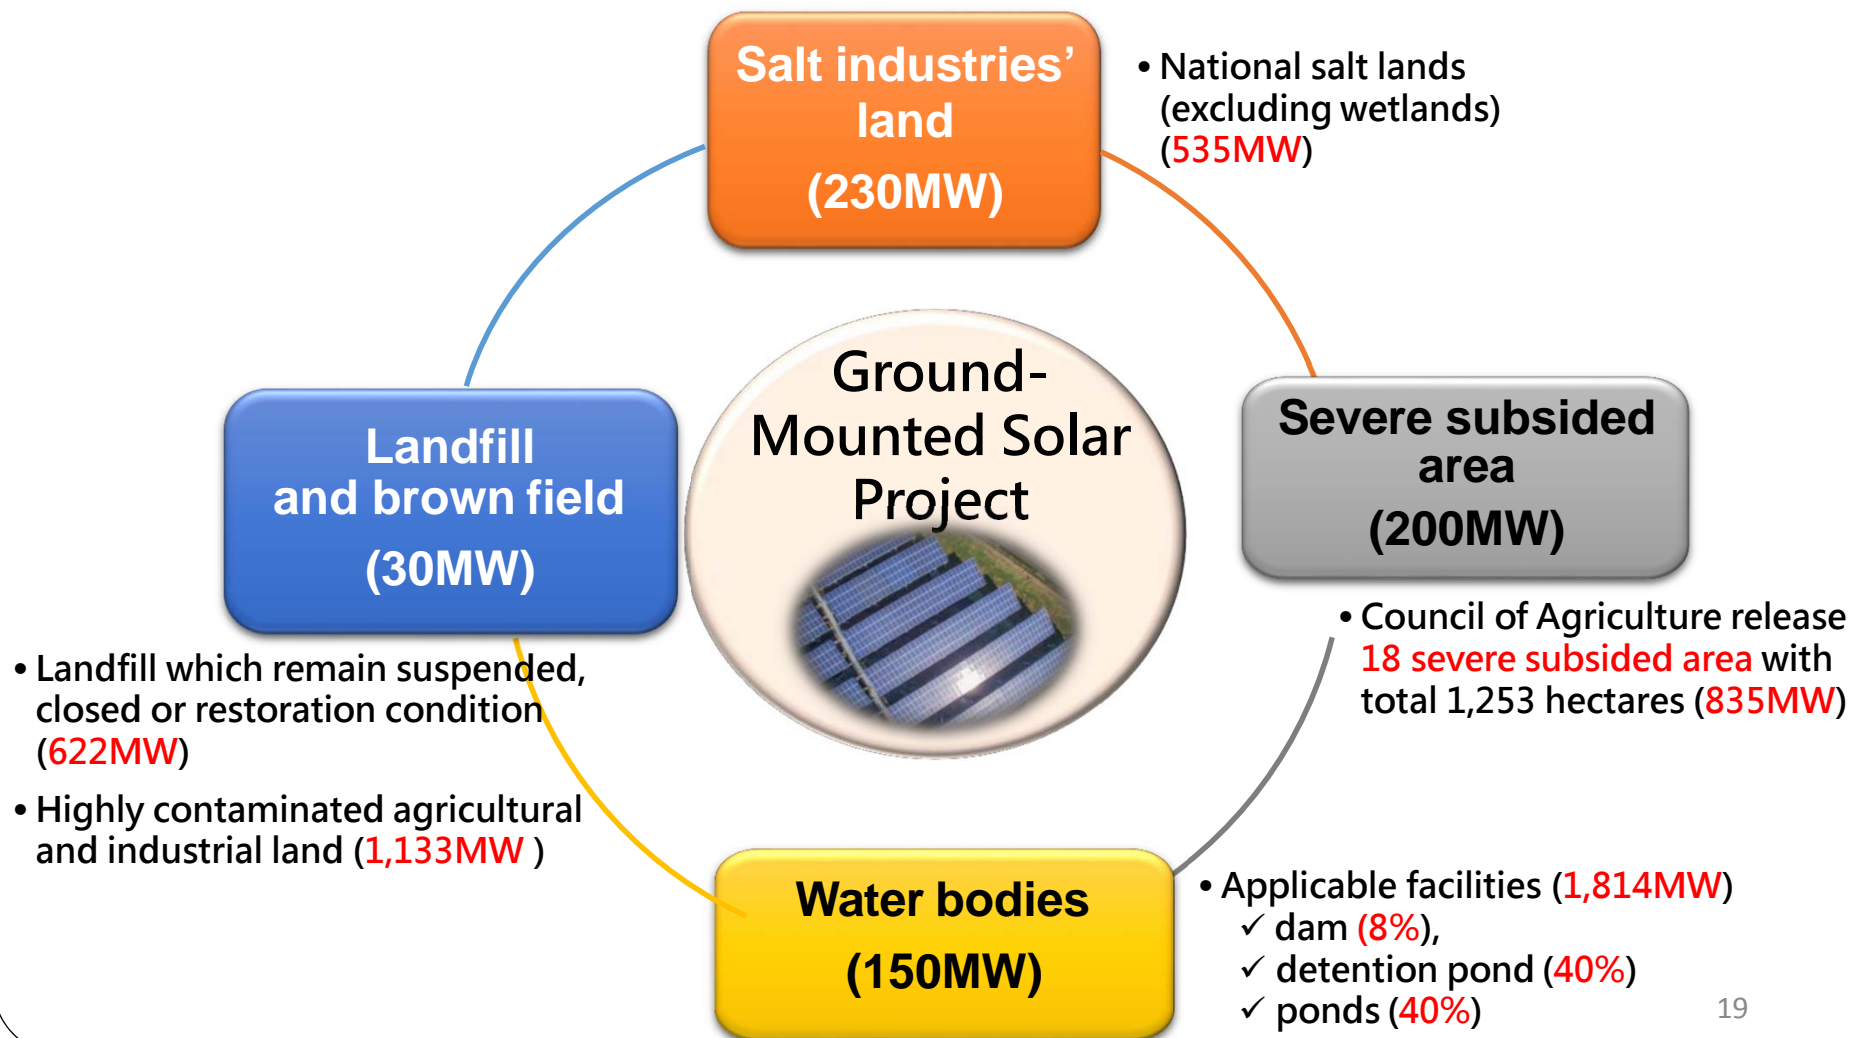 Salt industries’
land
(230MW)
• National salt lands
(excluding wetlands)
(535MW)
Ground-
Mounted Solar
Project
Severe subsided
area
(200MW)
• Council of Agriculture release
18 severe subsided area with
total 1,253 hectares (835MW)
Landfill
and brown field
(30MW)
• Landfill which remain suspended,
closed or restoration condition
(622MW)
• Highly contaminated agricultural
and industrial land (1,133MW )
Water bodies
(150MW)
• Applicable facilities (1,814MW)
✓ dam (8%),
✓ detention pond (40%)
✓ ponds (40%)
19